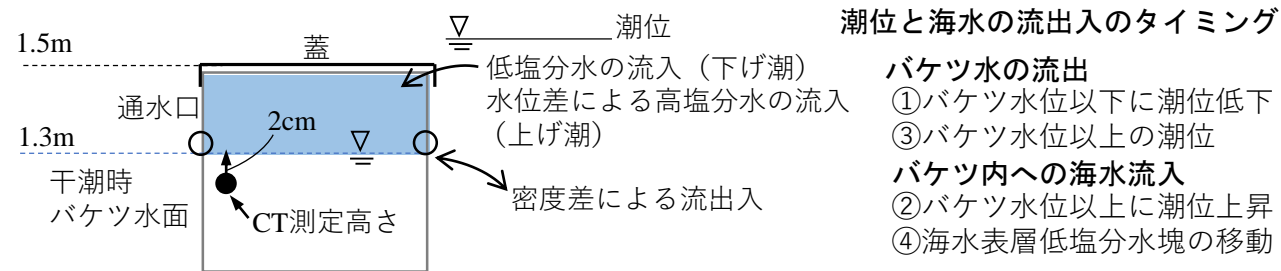 潮位と海水の流出入のタイミング
1.5m
蓋
潮位
低塩分水の流入(下げ潮)
水位差による高塩分水の流入
(上げ潮)
通水口
2cm
1.3m
干潮時
バケツ水面
CT測定高さ
密度差による流出入
バケツ水の流出
①バケツ水位以下に潮位低下
③バケツ水位以上の潮位
バケツ内への海水流入
②バケツ水位以上に潮位上昇
④海水表層低塩分水塊の移動